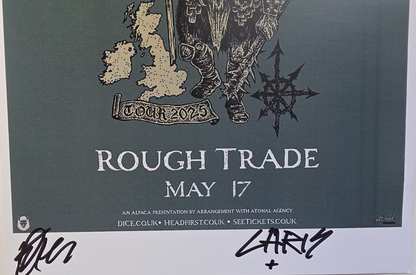 TOUR 2025
ROUGH TRADE
MAY 17
AN ALPACA PRESENTATION BY ARRANGEMENT WITH ATONAL AGENCY
DICE.CO.UK • HEADFIRST.CO.UK • SEETICKETS.CO.UK